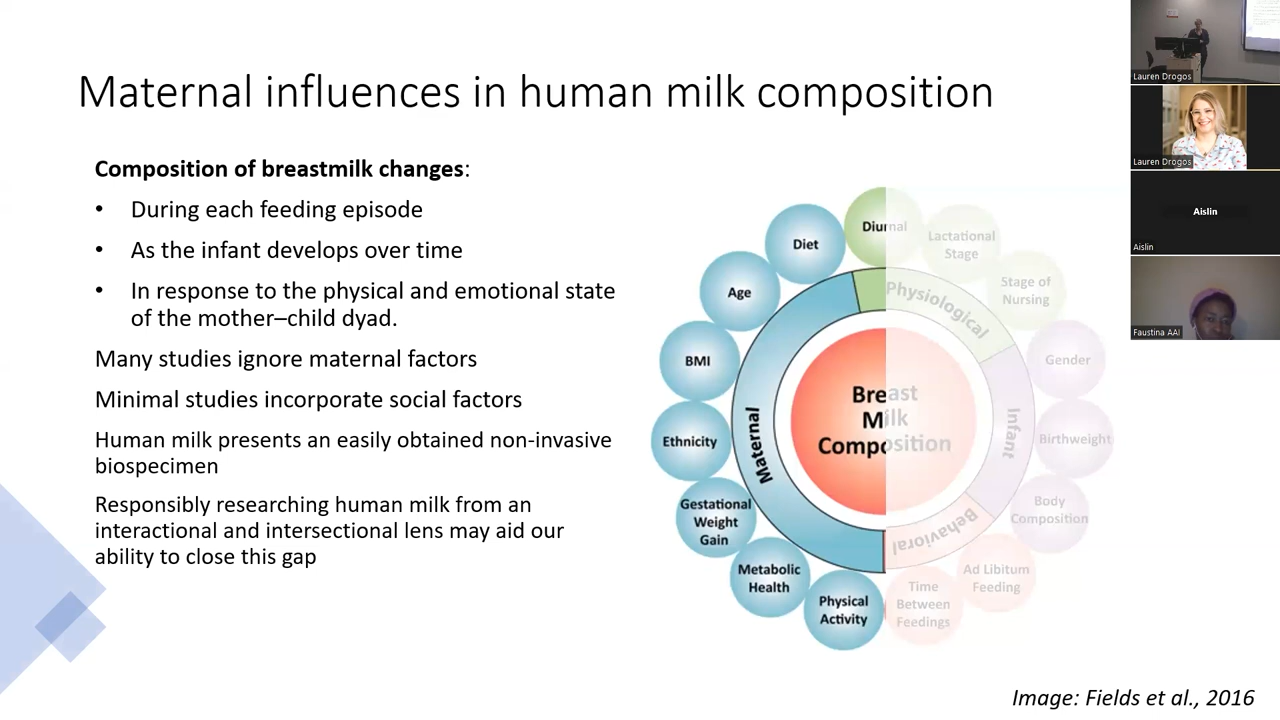 Maternal influences in human milk composition
Composition of breastmilk changes:
• During each feeding episode
• As the infant develops over time
• In response to the physical and emotional state
of the mother–child dyad.
Many studies ignore maternal factors
Minimal studies incorporate social factors
Human milk presents an easily obtained non-invasive
biospecimen
Responsibly researching human milk from an
interactional and intersectional lens may aid our
ability to close this gap
Diurnal
Lactational
Stage
Stage of
Nursing
Gender
Birthweight
Body
Composition
Ad Libitum
Feeding
Time
Between
Feedings
Physical
Activity
Metabolic
Health
Gestational
Weight
Gain
Ethnicity
BMI
Age
Diet
Maternal
Physiological
Infant
Behavioral
Breast
Milk
Composition
Image: Fields et al., 2016
Lauren Drogos
Lauren Drogos
Aislin
Aislin
Faustina AAI